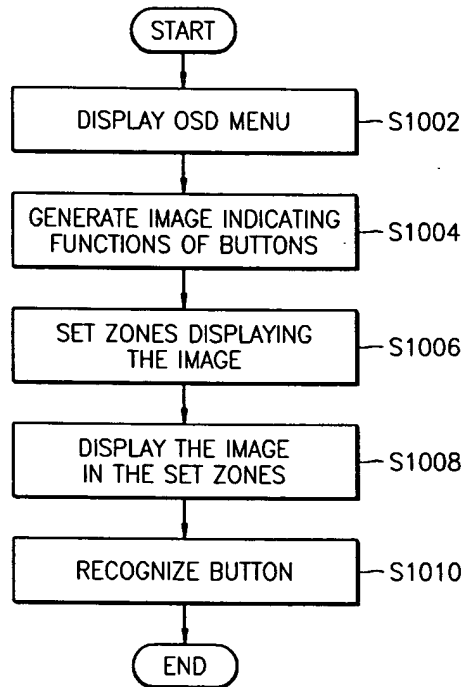 START
DISPLAY OSD MENU
S1002
GENERATE IMAGE INDICATING
FUNCTIONS OF BUTTONS
S1004
SET ZONES DISPLAYING
THE IMAGE
S1006
DISPLAY THE IMAGE
IN THE SET ZONES
S1008
RECOGNIZE BUTTON
S1010
END